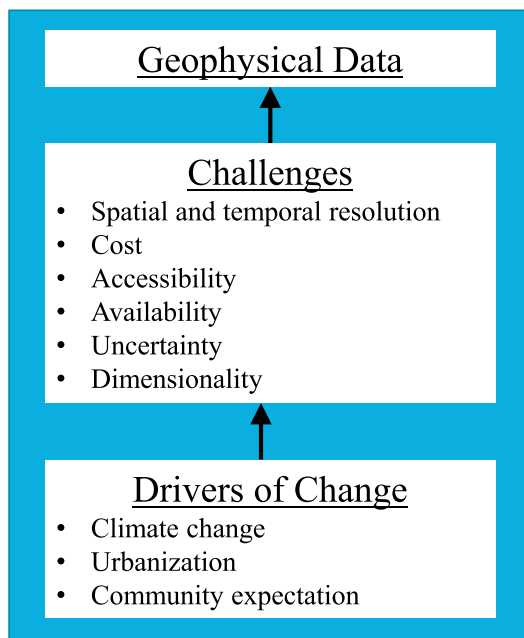 Geophysical Data
Challenges
• Spatial and temporal resolution
• Cost
• Accessibility
• Availability
• Uncertainty
• Dimensionality
Drivers of Change
• Climate change
• Urbanization
• Community expectation